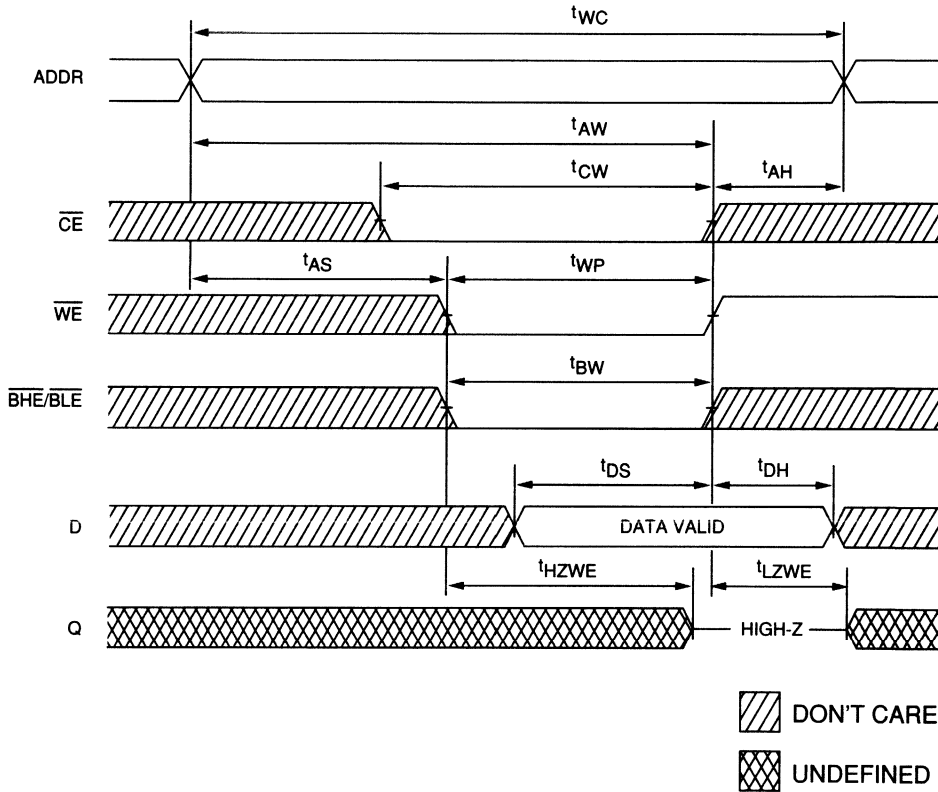 tWC
ADDR
tAW
tCW
tAH
CE
tAS
tWP
WE
tBW
BHE/BLE
tDS
tDH
D
DATA VALID
tHZWE
tLZWE
Q
HIGH-Z
DON'T CARE
UNDEFINED